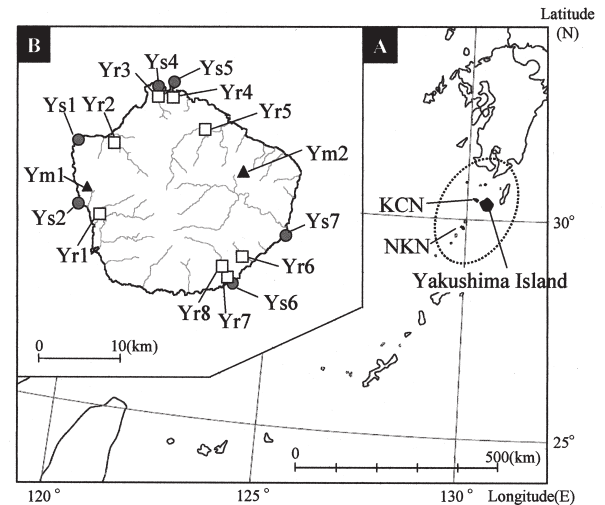 Latitude
(N)
B
A
Ys4
Ys5
Yr3
Yr4
Ys1
Yr2
Yr5
Ym1
Ym2
KCN
Ys2
Ys7
30°
NKN
Yr1
Yr6
Yakushima Island
Yr8
Ys6
Yr7
0
10(km)
25°
0
500(km)
120°
125°
130°
Longitude(E)